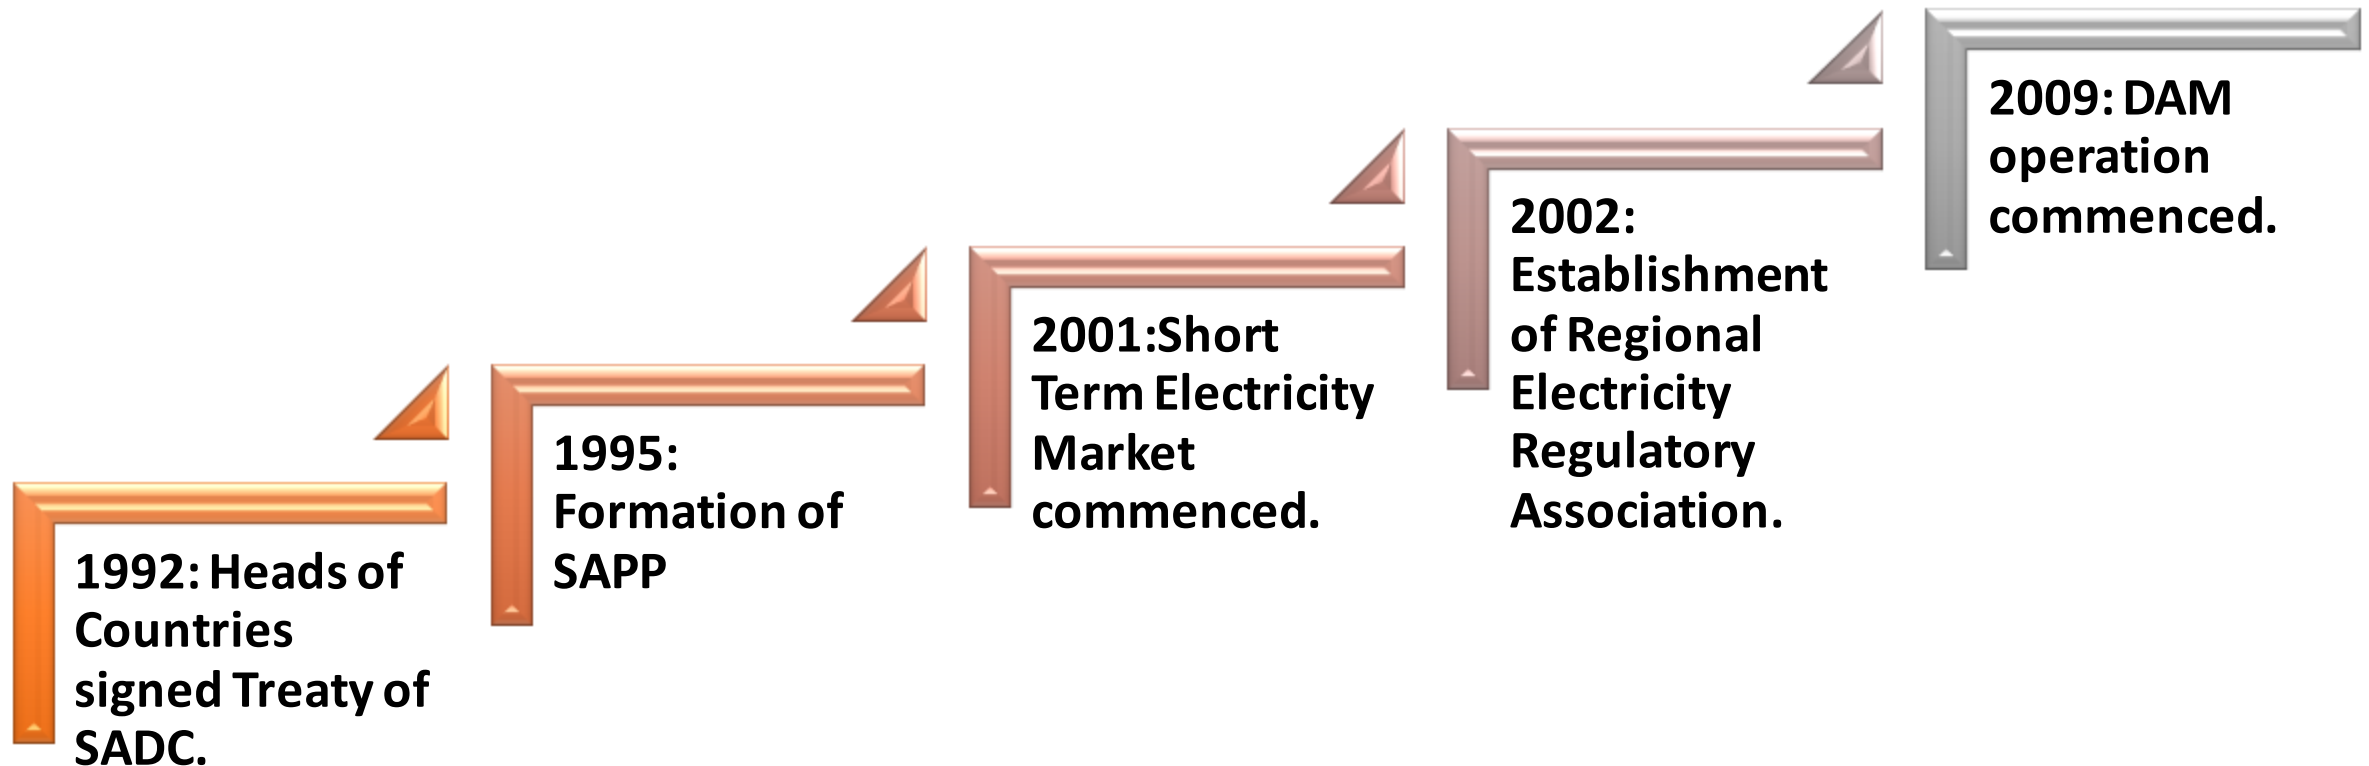 1992: Heads of
Countries
signed Treaty of
SADC.
1995:
Formation of
SAPP
2001:Short
Term Electricity
Market
commenced.
2002:
Establishment
of Regional
Electricity
Regulatory
Association.
2009: DAM
operation
commenced.